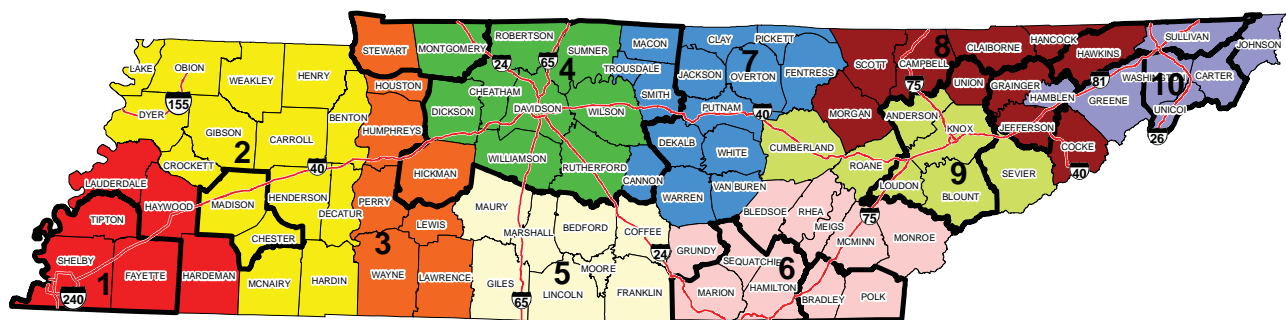 LAKE
OBION
WEAKLEY
HENRY
STEWART
MONTGOMERY
ROBERTSON
SUMNER
MACON
CLAY
PICKETT
SCOTT
CAMPBELL
CLAIBORNE
HANCOCK
HAWKINS
SULLIVAN
JOHNSON
155
24
65
4
7
8
75
81
10
DYER
GIBSON
CARROLL
BENTON
HOUSTON
HUMPHREYS
DICKSON
CHEATHAM
DAVIDSON
WILSON
TROUSDALE
SMITH
JACKSON
OVERTON
FENTRESS
PUTNAM
40
MORGAN
ANDERSON
UNION
GRAINGER
HAMBLEN
GREENE
WASHINGTON
CARTER
UNICOI
26
CROCKETT
2
40
HICKMAN
WILLIAMSON
RUTHERFORD
CANNON
DEKALB
WHITE
CUMBERLAND
ROANE
KNOX
JEFFERSON
COCKE
40
LAUDERDALE
HAYWOOD
MADISON
HENDERSON
DECATUR
PERRY
LEWIS
MAURY
MARSHALL
BEDFORD
COFFEE
WARREN
VAN BUREN
BLEDSOE
RHEA
MEIGS
LOUDON
BLOUNT
9
SEVIER
TIPTON
CHESTER
3
24
GRUNDY
SEQUATCHIE
75
MCMINN
MONROE
SHELBY
FAYETTE
HARDEMAN
MCNAIRY
HARDIN
WAYNE
LAWRENCE
GILES
5
MOORE
LINCOLN
FRANKLIN
MARION
6
HAMILTON
BRADLEY
POLK
240
1
65